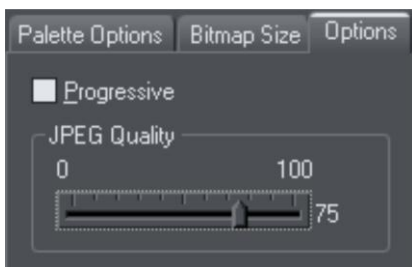 Palette Options Bitmap Size Options
Progressive
JPEG Quality
0 100
75